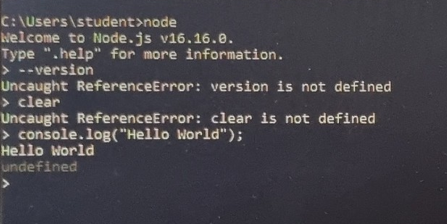 C:\Users\student>node
Welcome to Node.js v16.16.0.
Type ".help" for more information.
> --version
Uncaught ReferenceError: version is not defined
> clear
Uncaught ReferenceError: clear is not defined
> console.log("Hello World");
Hello World
undefined
>